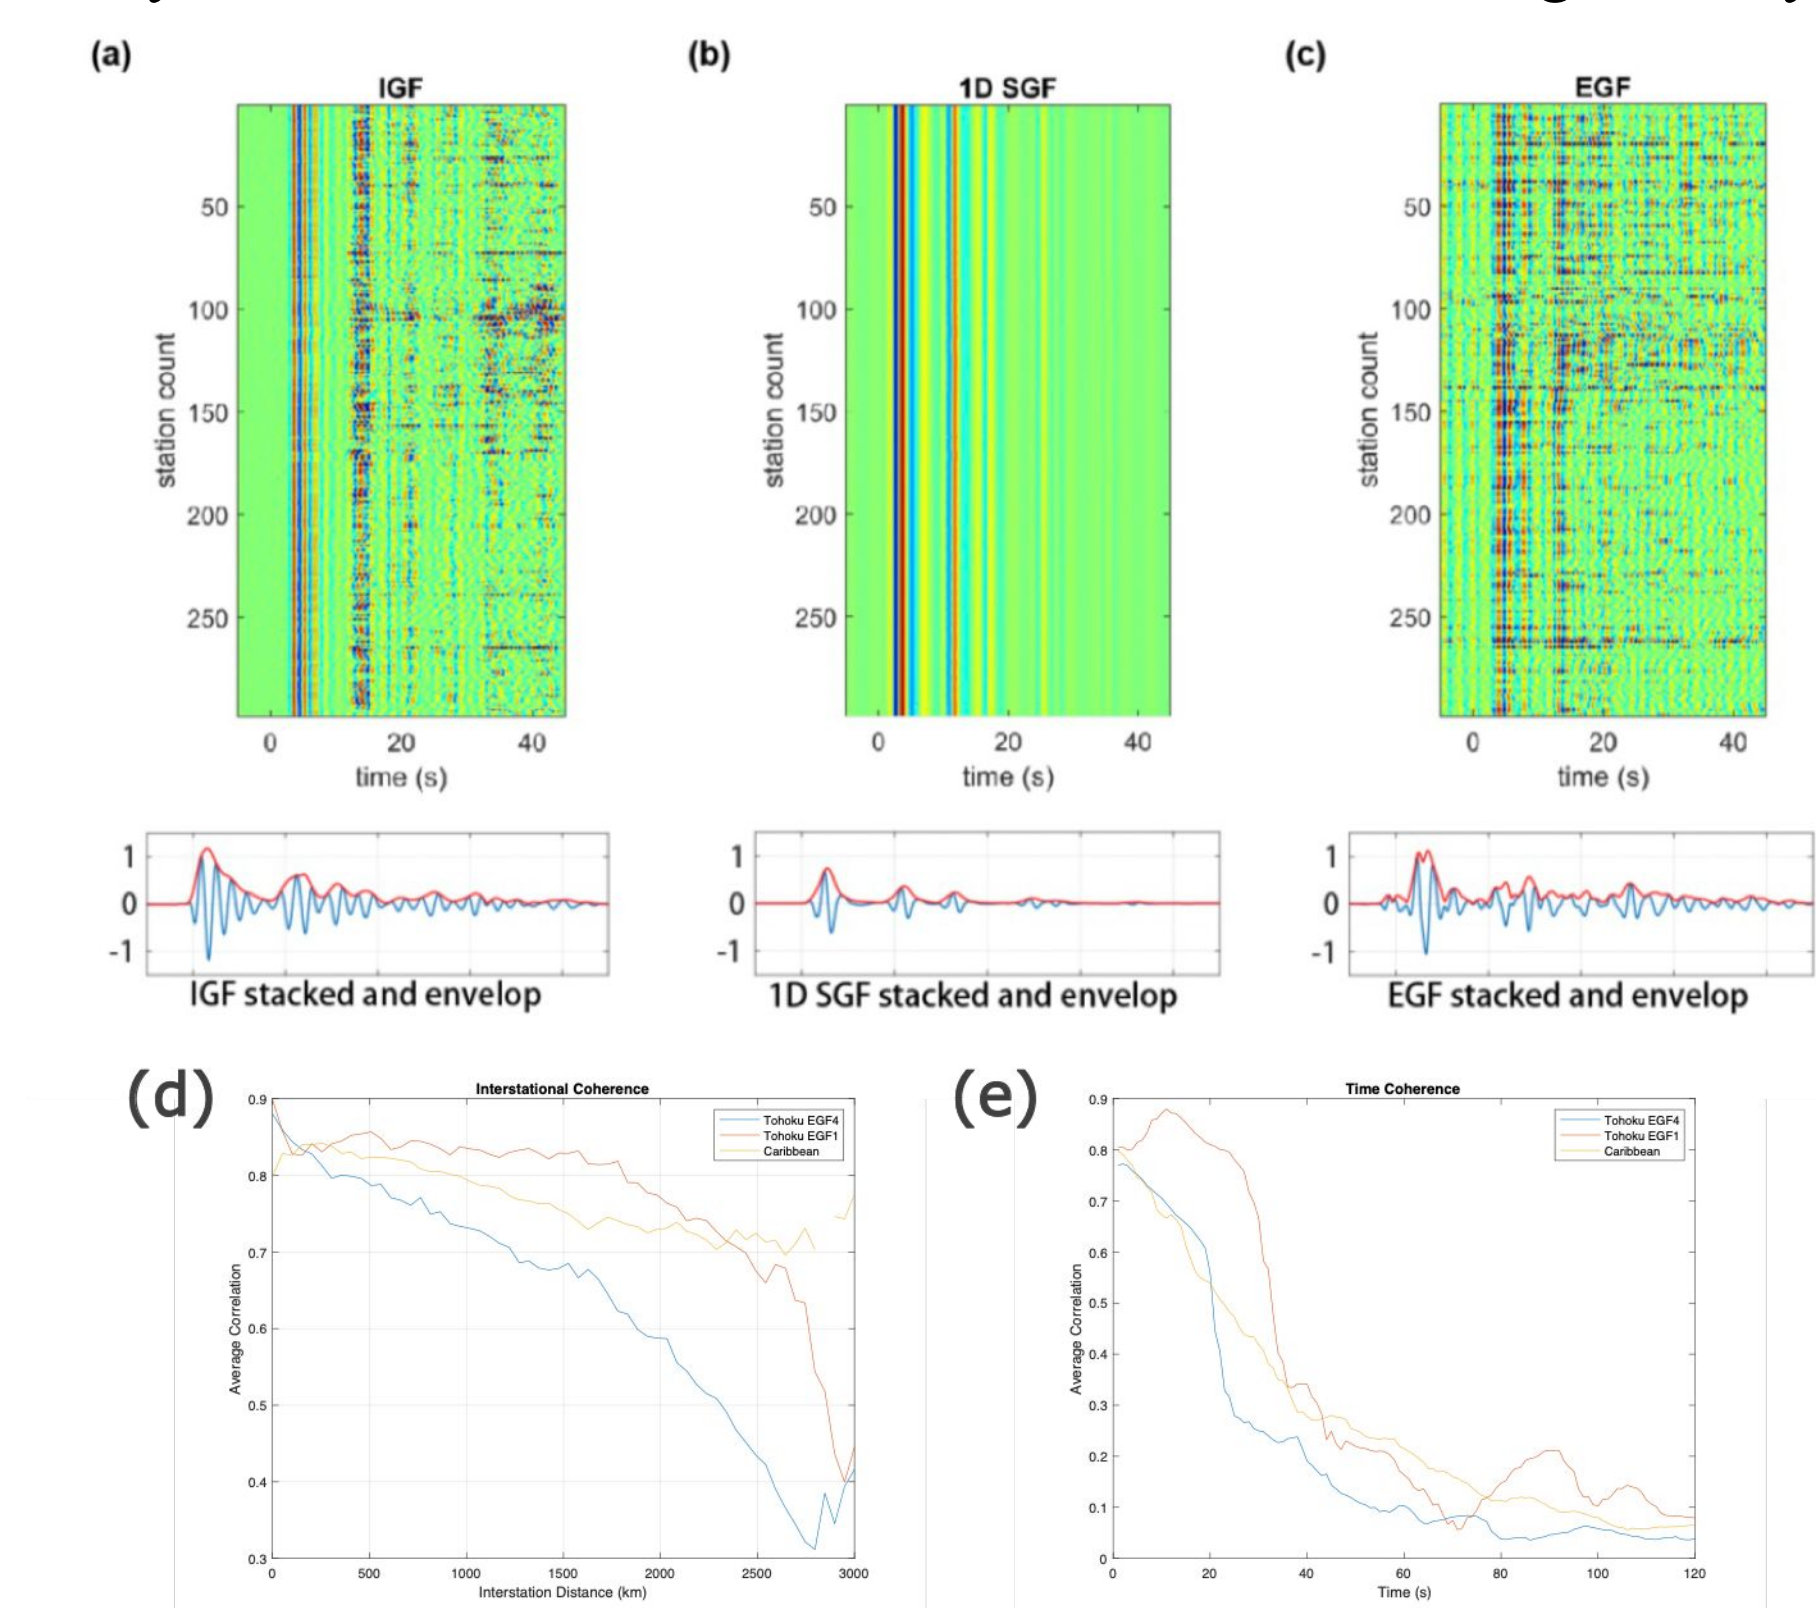 (a)
IGF
50
100
150
200
250
station count
0 20 40
time (s)
1
0
-1
IGF stacked and envelop
(b)
1D SGF
50
100
150
200
250
station count
0 20 40
time (s)
1
0
-1
1D SGF stacked and envelop
(c)
EGF
50
100
150
200
250
station count
0 20 40
time (s)
1
0
-1
EGF stacked and envelop
(d)
Interstational Coherence
Tohoku EGF4
Tohoku EGF1
Caribbean
0.9
0.8
0.7
0.6
0.5
0.4
0.3
Average Correlation
0 500 1000 1500 2000 2500 3000
Interstation Distance (km)
(e)
Time Coherence
Tohoku EGF4
Tohoku EGF1
Caribbean
0.9
0.8
0.7
0.6
0.5
0.4
0.3
0.2
0.1
0
Average Correlation
0 20 40 60 80 100 120
Time (s)